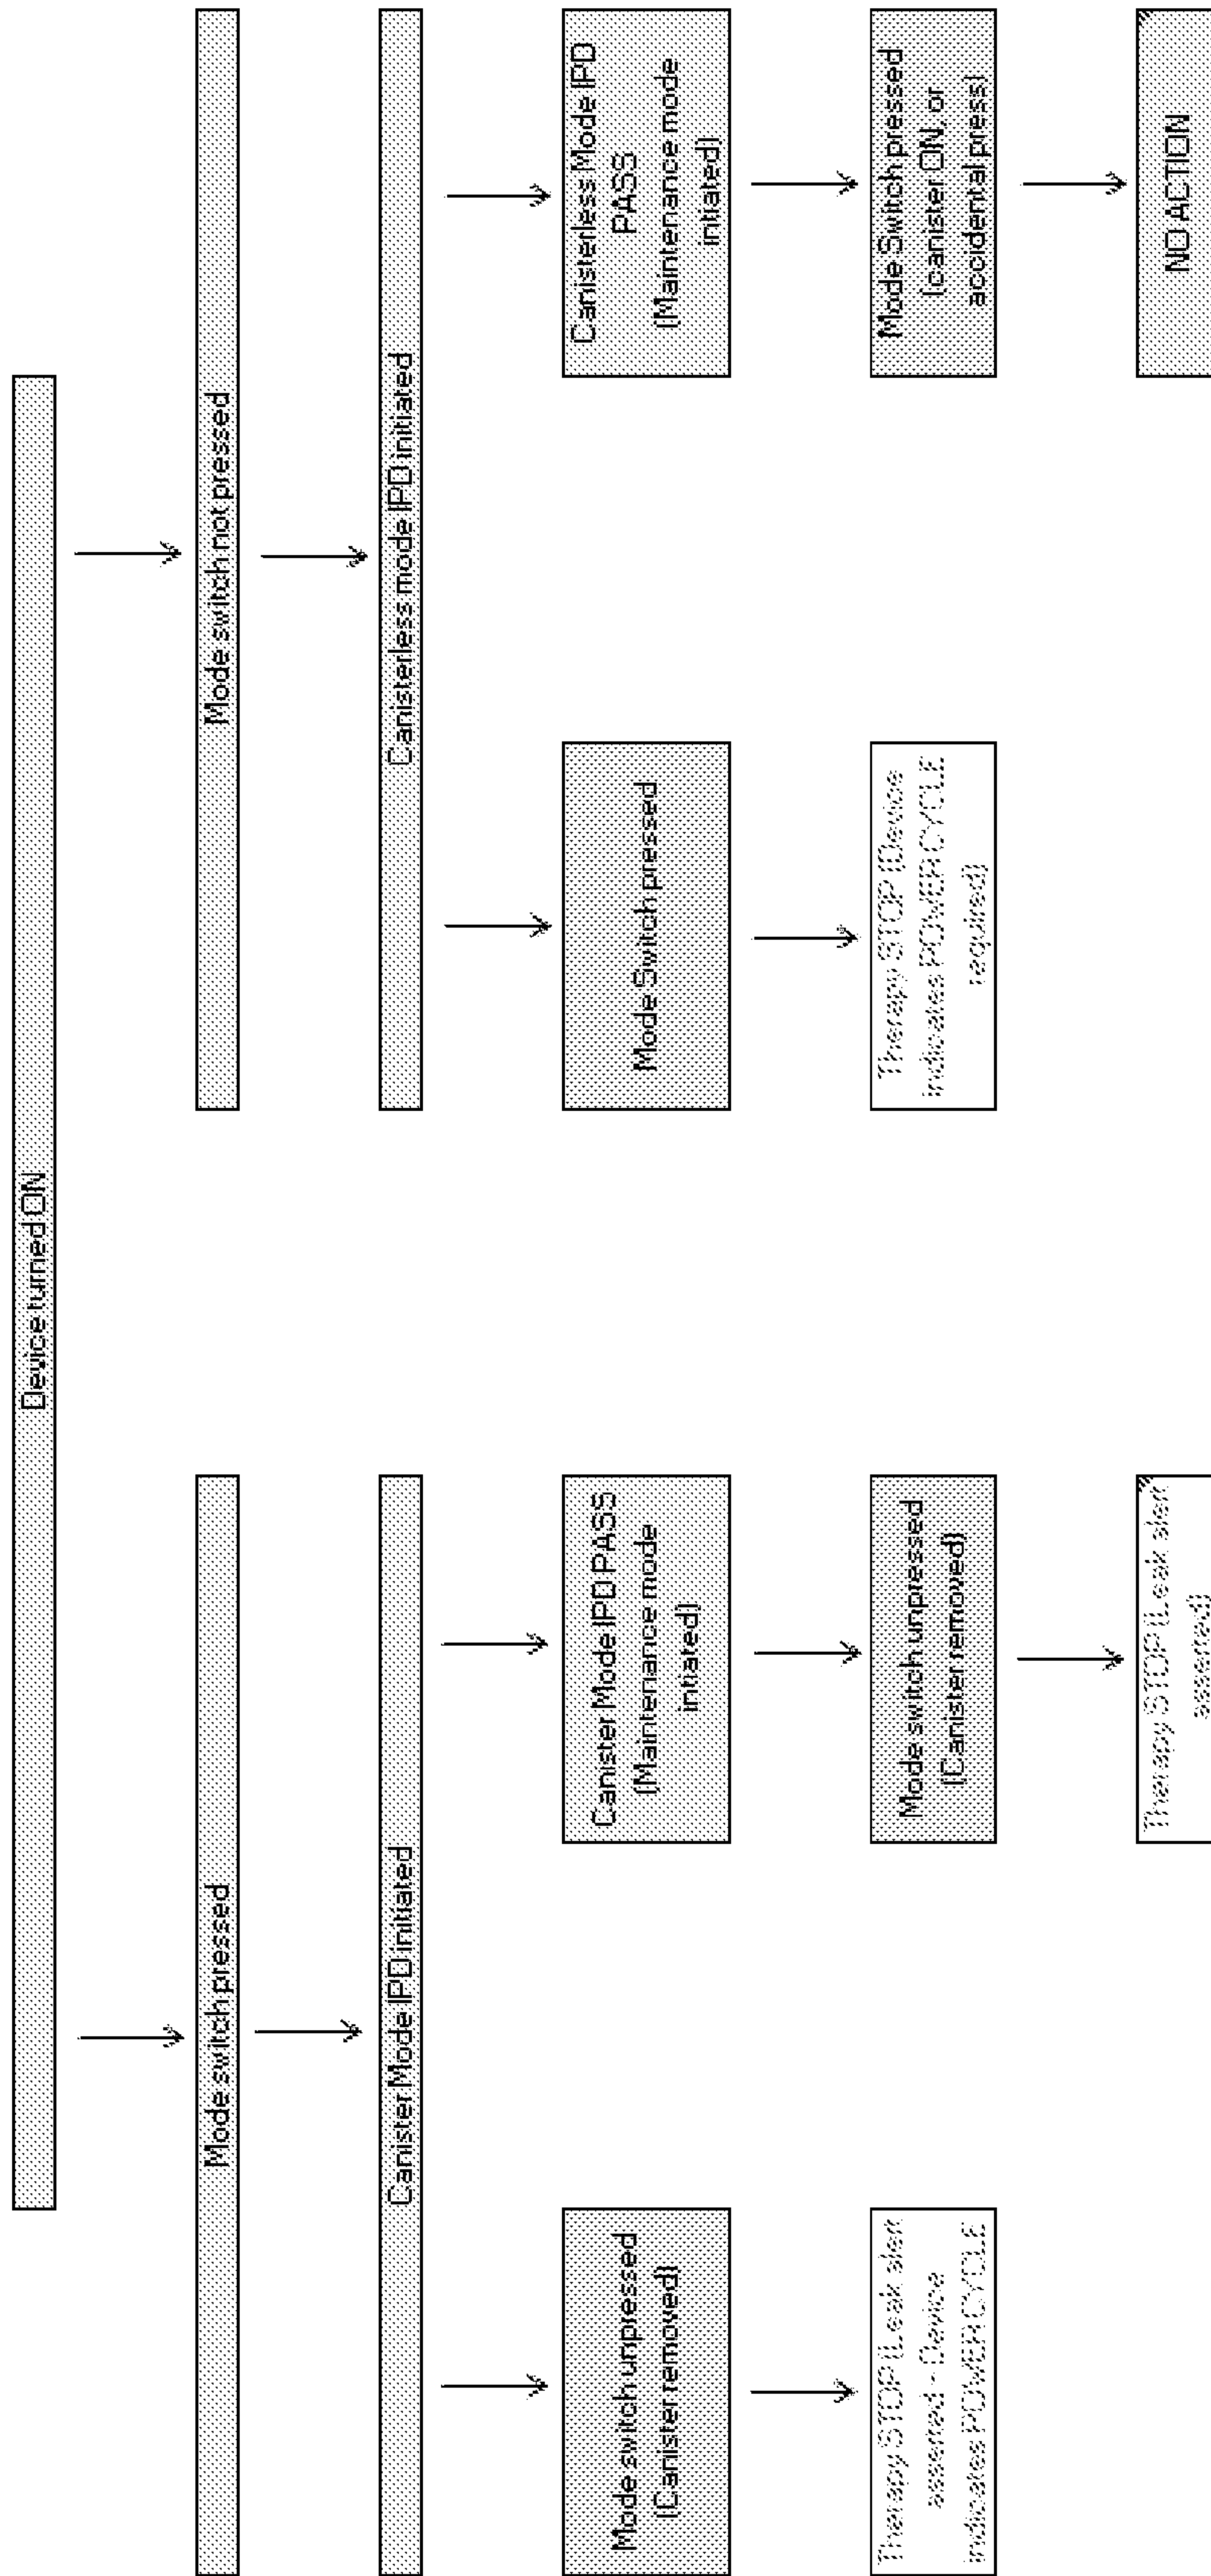 Device turned ON
Mode switch pressed
Mode switch not pressed
Canister Mode IPD initiated
Canisterless mode IPD initiated
Mode switch unpressed
(Canister removed)
Canister Mode IPD PASS
(Maintenance mode
intiated)
Mode Switch pressed
Canisterless Mode IPD
PASS
(Maintenance mode
intiated)
Therapy STOP (Leak alert
asserted - Device
indicates POWER CYCLE
Mode switch unpressed
(Canister removed)
Therapy STOP (Device
indicates POWER CYCLE
required)
Mode Switch pressed
(canister ON, or
accidental press)
Therapy STOP (Leak alert
asserted)
NO ACTION